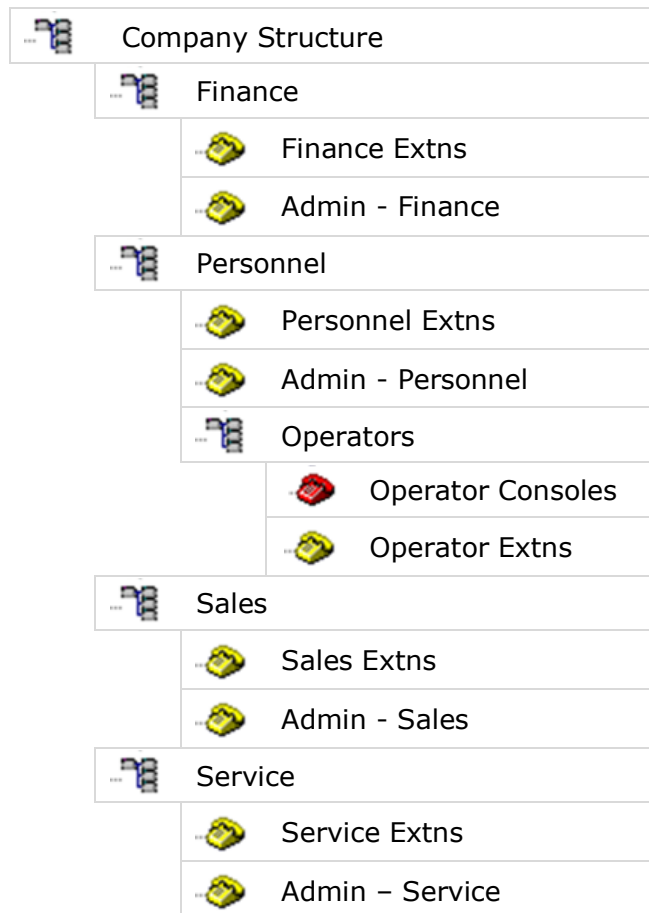 Company Structure
Finance
Finance Extns
Admin - Finance
Personnel
Personnel Extns
Admin - Personnel
Operators
Operator Consoles
Operator Extns
Sales
Sales Extns
Admin - Sales
Service
Service Extns
Admin – Service